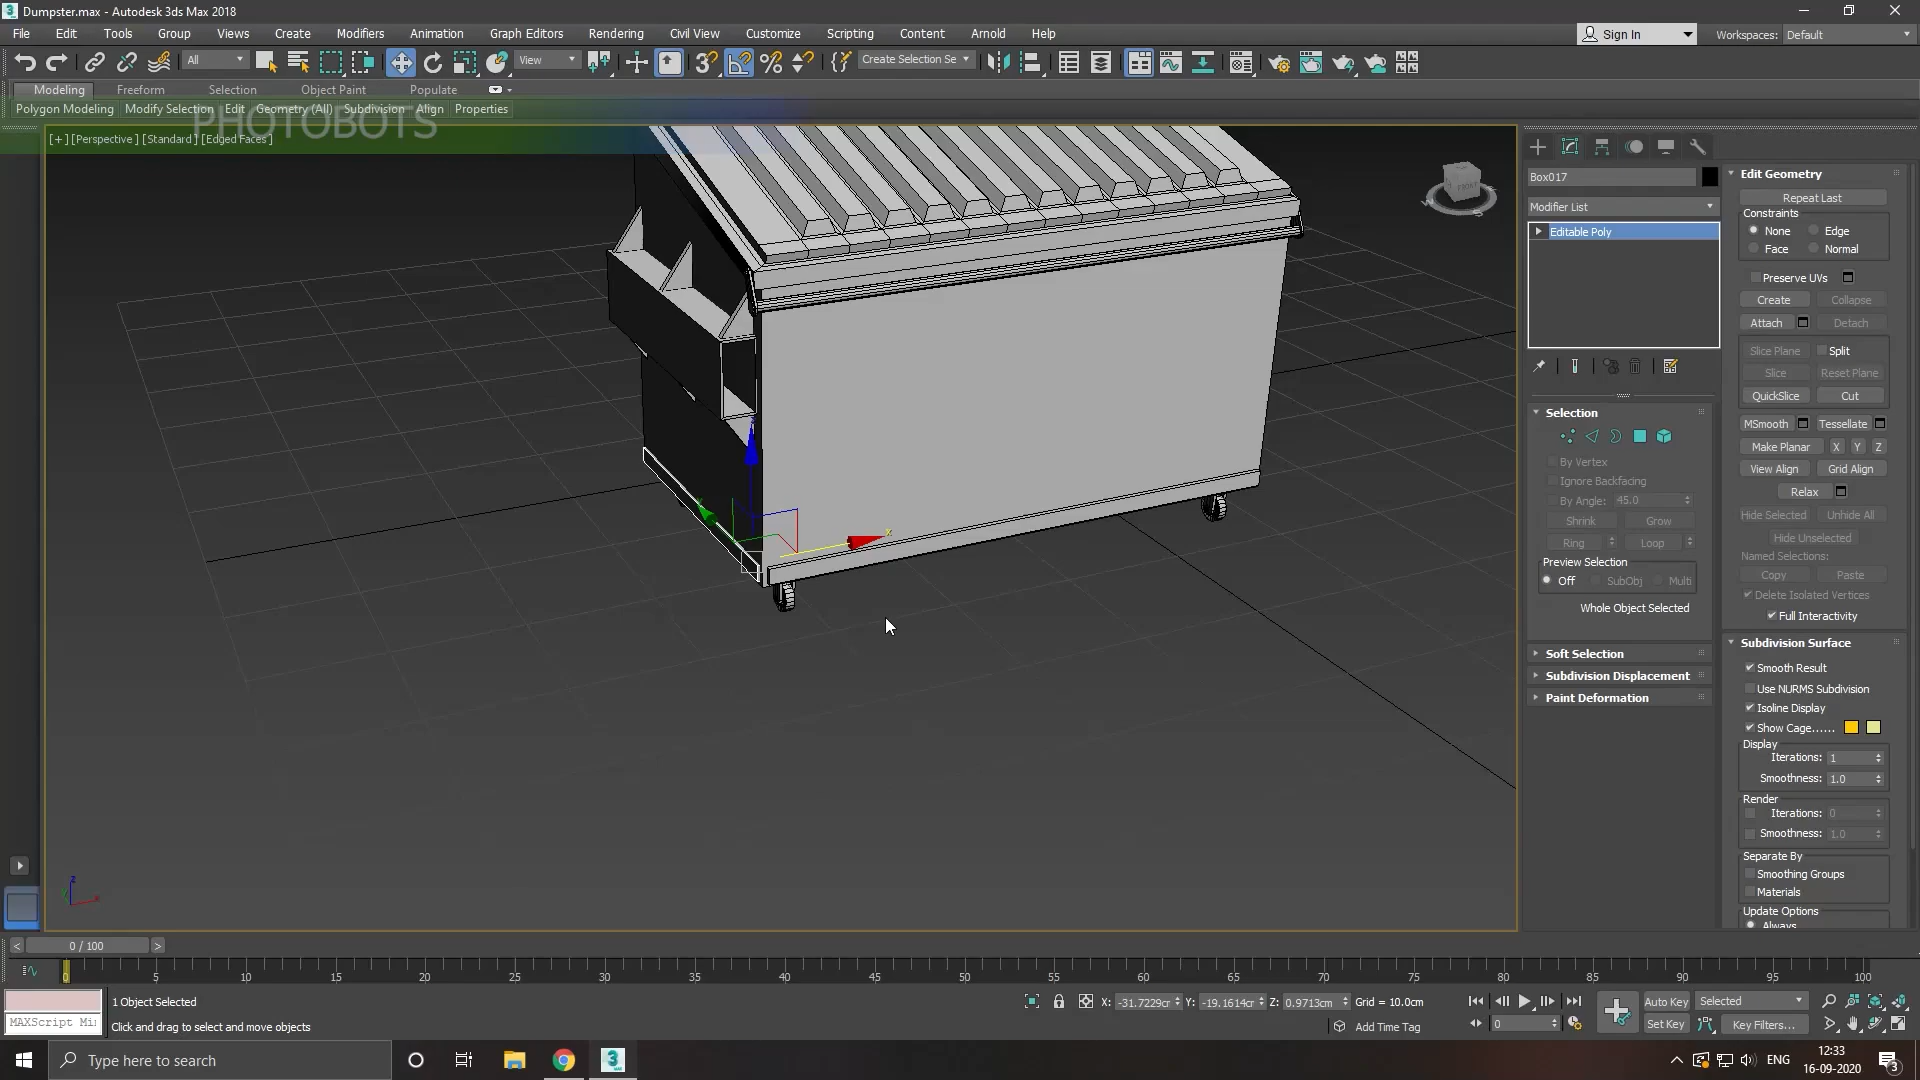 Dumpster.max - Autodesk 3ds Max 2018
File Edit Tools Group Views Create Modifiers Animation Graph Editors Rendering Civil View Customize Scripting Content Arnold Help
Sign In Workspaces: Default
All View Create Selection Se
Modeling Freeform Selection Object Paint Populate
Polygon Modeling Modify Selection Edit Geometry (All) Subdivision Align Properties
PHOTOBOTS
[+] [Perspective ] [Standard ] [Edged Faces ]
FRONT
Box017
Modifier List
Editable Poly
Selection
By Vertex
Ignore Backfacing
By Angle: 45.0
Shrink Grow
Ring Loop
Preview Selection
Off SubObj Multi
Whole Object Selected
Soft Selection
Subdivision Displacement
Paint Deformation
Edit Geometry
Repeat Last
Constraints
None Edge
Face Normal
Preserve UVs
Create Collapse
Attach Detach
Slice Plane Split
Slice Reset Plane
QuickSlice Cut
MSmooth Tessellate
Make Planar X Y Z
View Align Grid Align
Relax
Hide Selected Unhide All
Hide Unselected
Named Selections:
Copy Paste
Delete Isolated Vertices
Full Interactivity
Subdivision Surface
Smooth Result
Use NURMS Subdivision
Isoline Display
Show Cage......
Display
Iterations: 1
Smoothness: 1.0
Render
Iterations: 0
Smoothness: 1.0
Separate By
Smoothing Groups
Materials
Update Options
Always
x
z
y
x
< 0 / 100 >
0 5 10 15 20 25 30 35 40 45 50 55 60 65 70 75 80 85 90 95 100
1 Object Selected
X: -31.7229cr Y: -19.1614cr Z: 0.9713cm Grid = 10.0cm
Auto Key Selected
MAXScript Mi
Click and drag to select and move objects
Add Time Tag
0
Set Key Key Filters...
Type here to search
ENG
12:33
16-09-2020
3